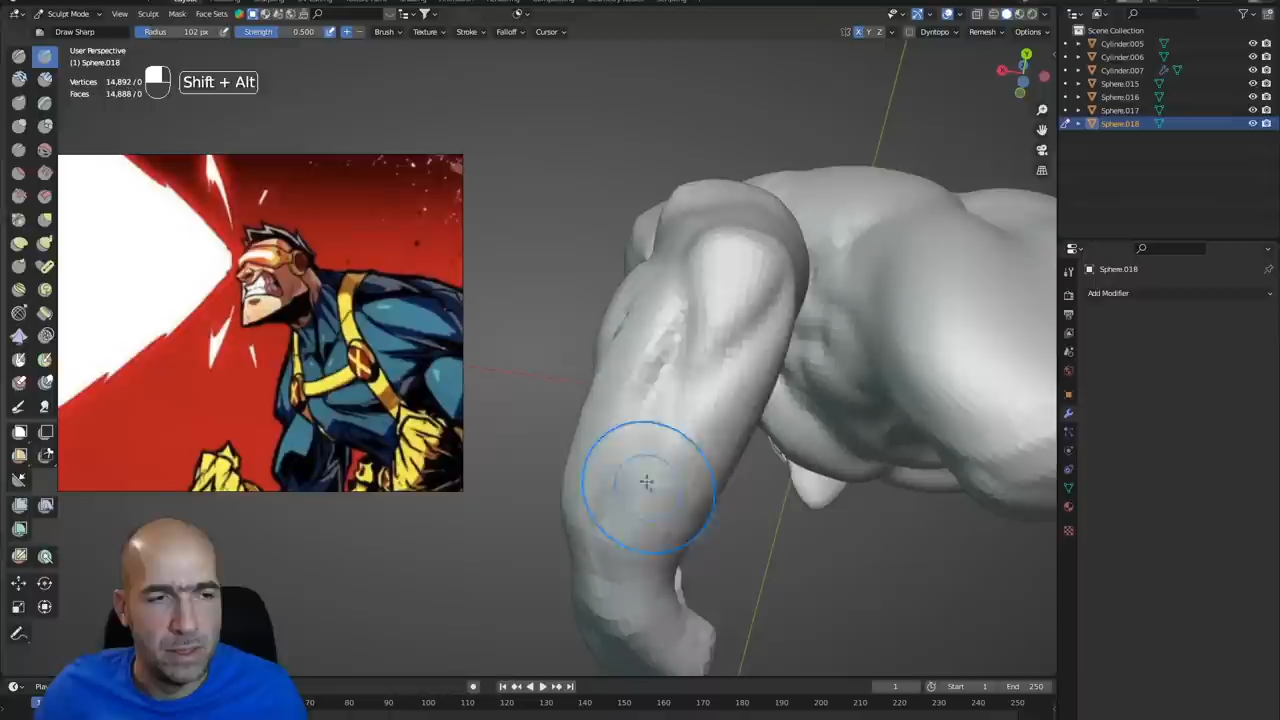 Sculpt Mode View Sculpt Mask Face Sets
Draw Sharp Radius 102 px Strength 0.500 Brush Texture Stroke Falloff Cursor X Y Z Dyntopo Remesh Options
User Perspective
(1) Sphere.018
Vertices 14,892/0
Faces 14,888/0
Shift + Alt
Y
X
Scene Collection
Cylinder.005
Cylinder.006
Cylinder.007
Sphere.015
Sphere.016
Sphere.017
Sphere.018
Sphere.018
Add Modifier
1 Start 1 End 250
70 80 90 100 110 120 130 140 150 160 170 180 190 200 210 220 230 240 250